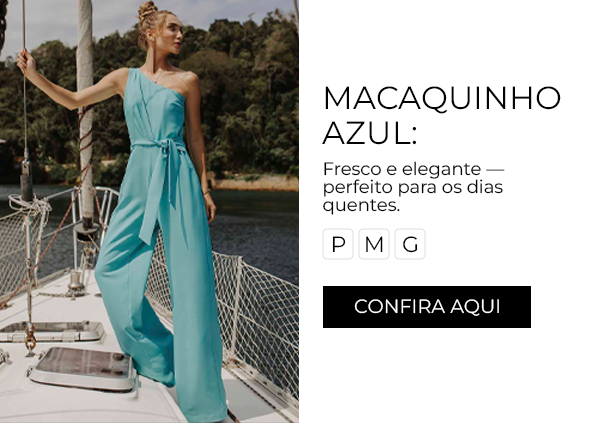 MACAQUINHO
AZUL:
Fresco e elegante —
perfeito para os dias
quentes.
P M G
CONFIRA AQUI